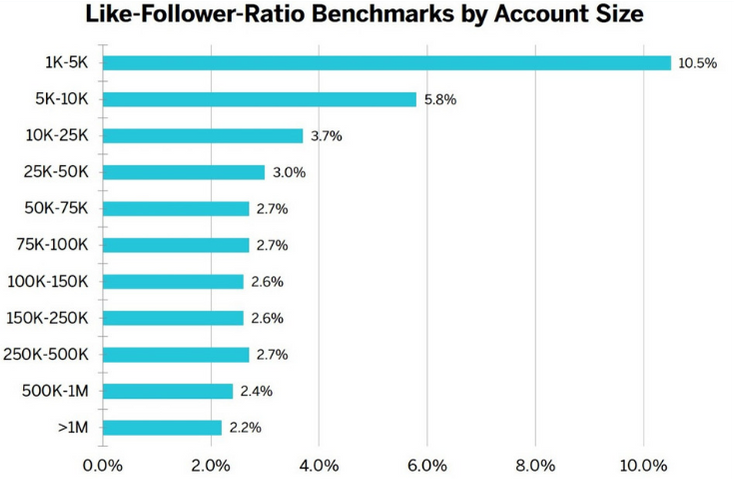 Like-Follower-Ratio Benchmarks by Account Size
1K-5K 10.5%
5K-10K 5.8%
10K-25K 3.7%
25K-50K 3.0%
50K-75K 2.7%
75K-100K 2.7%
100K-150K 2.6%
150K-250K 2.6%
250K-500K 2.7%
500K-1M 2.4%
>1M 2.2%
0.0% 2.0% 4.0% 6.0% 8.0% 10.0%